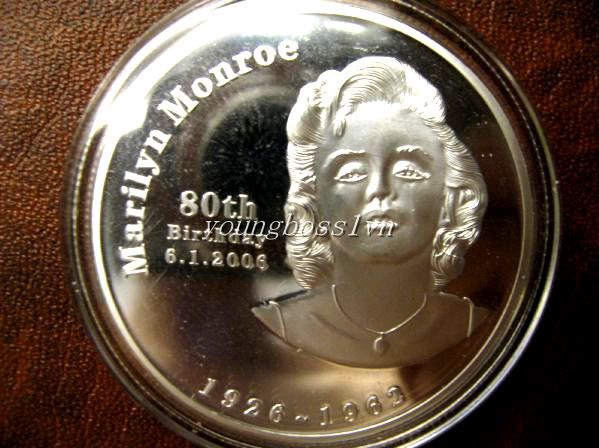 Marilyn Monroe
80th
Birthday
6.1.2006
youngboss1vn
1926~1962